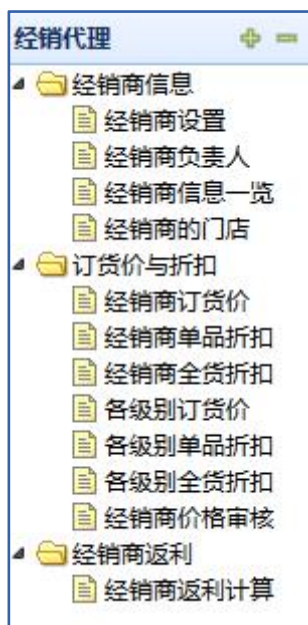 经销代理
经销商信息
经销商设置
经销商负责人
经销商信息一览
经销商的门店
订货价与折扣
经销商订货价
经销商单品折扣
经销商全货折扣
各级别订货价
各级别单品折扣
各级别全货折扣
经销商价格审核
经销商返利
经销商返利计算